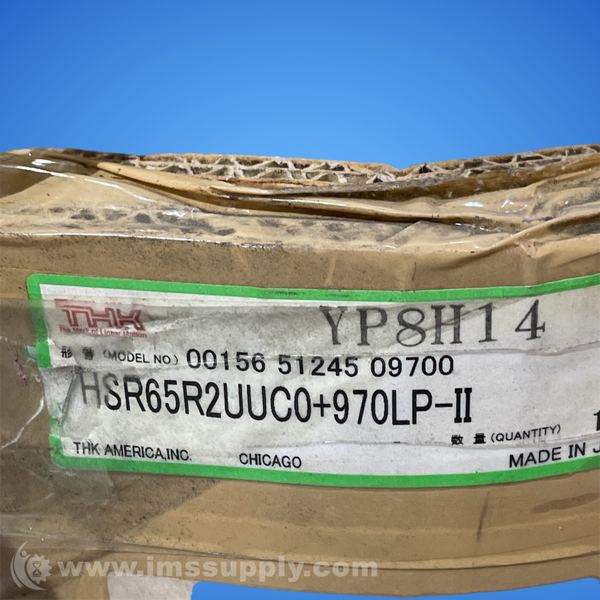 THK
The Mark of Linear Motion
YP8H14
形番 (MODEL NO.) 00156 51245 09700
HSR65R2UUC0+970LP-II
数量 (QUANTITY) 1
THK AMERICA,INC. CHICAGO MADE IN J
www.imssupply.com